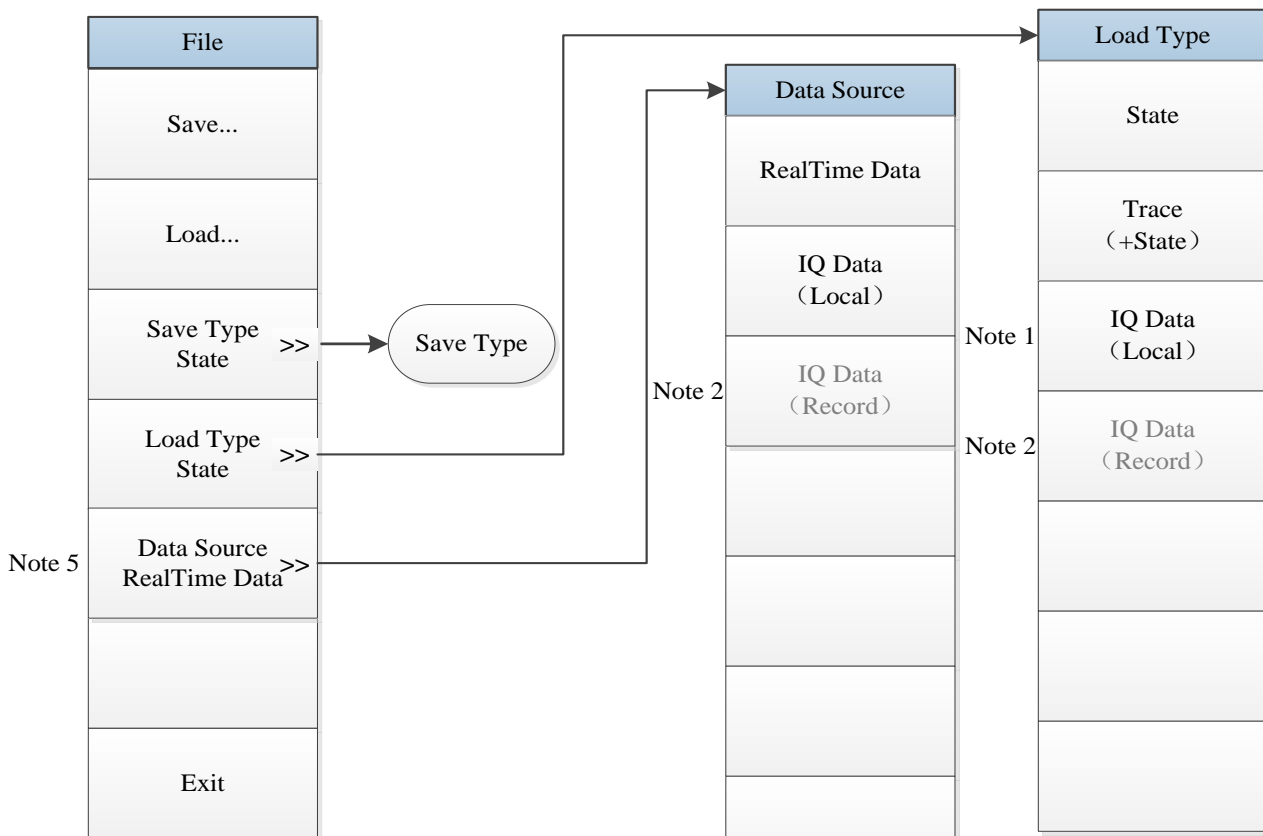 File
Save...
Load...
Save Type
State
>>
Load Type
State
>>
Note 5
Data Source
RealTime Data
>>
Save Type
Data Source
RealTime Data
IQ Data
（Local）
Note 2
IQ Data
（Record）
Exit
Load Type
State
Trace
（+State）
Note 1
IQ Data
（Local）
Note 2
IQ Data
（Record）